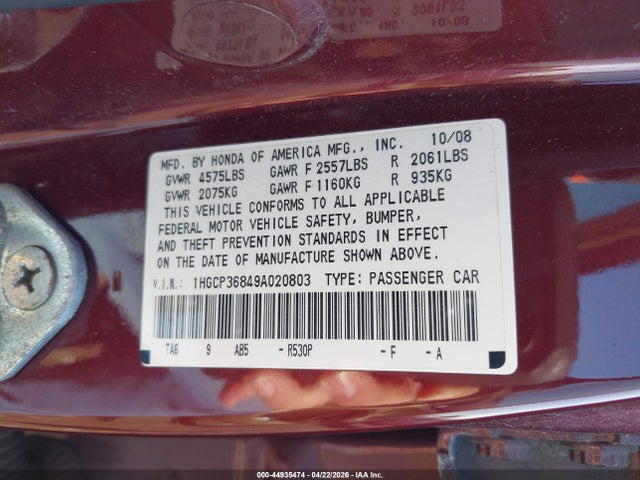 2061LBS
10/08
MFD. BY HONDA OF AMERICA MFG., INC. 10/08
GVWR 4575LBS GAWR F 2557LBS R 2061LBS
GVWR 2075KG GAWR F 1160KG R 935KG
THIS VEHICLE CONFORMS TO ALL APPLICABLE
FEDERAL MOTOR VEHICLE SAFETY, BUMPER,
AND THEFT PREVENTION STANDARDS IN EFFECT
ON THE DATE OF MANUFACTURE SHOWN ABOVE.
V.I.N.: 1HGCP36849A020803 TYPE: PASSENGER CAR
TA6 9 AB5 - R530P - F - A
000-44935474 | 04/22/2026 | IAA Inc.